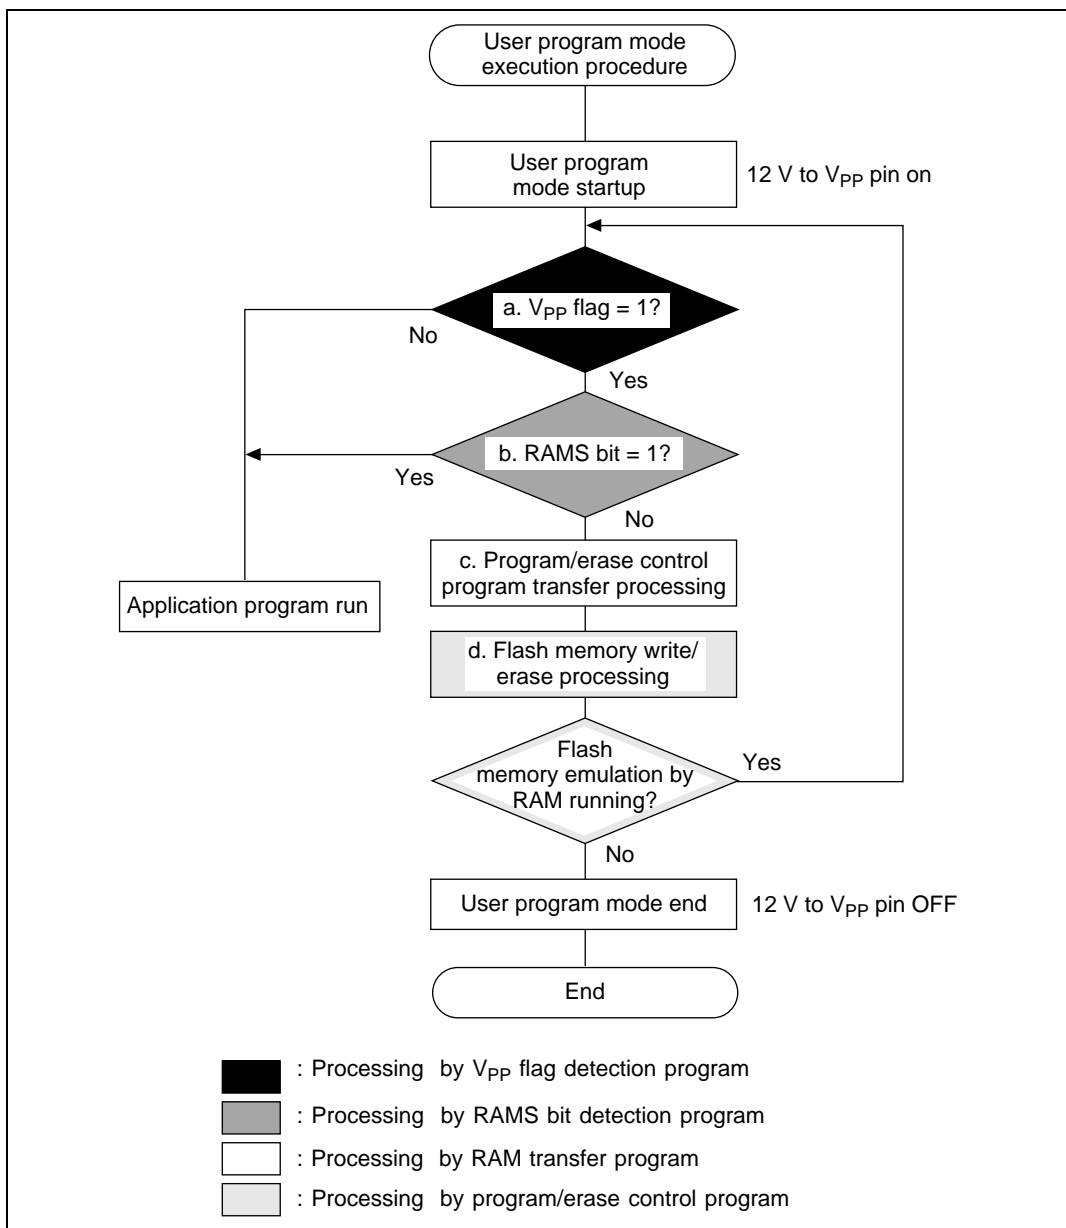 User program mode
execution procedure
User program
mode startup
12 V to VPP pin on
a. VPP flag = 1?
No
Yes
b. RAMS bit = 1?
Yes
No
c. Program/erase control
program transfer processing
Application program run
d. Flash memory write/
erase processing
Flash
memory emulation by
RAM running?
Yes
No
User program mode end
12 V to VPP pin OFF
End
: Processing by VPP flag detection program
: Processing by RAMS bit detection program
: Processing by RAM transfer program
: Processing by program/erase control program